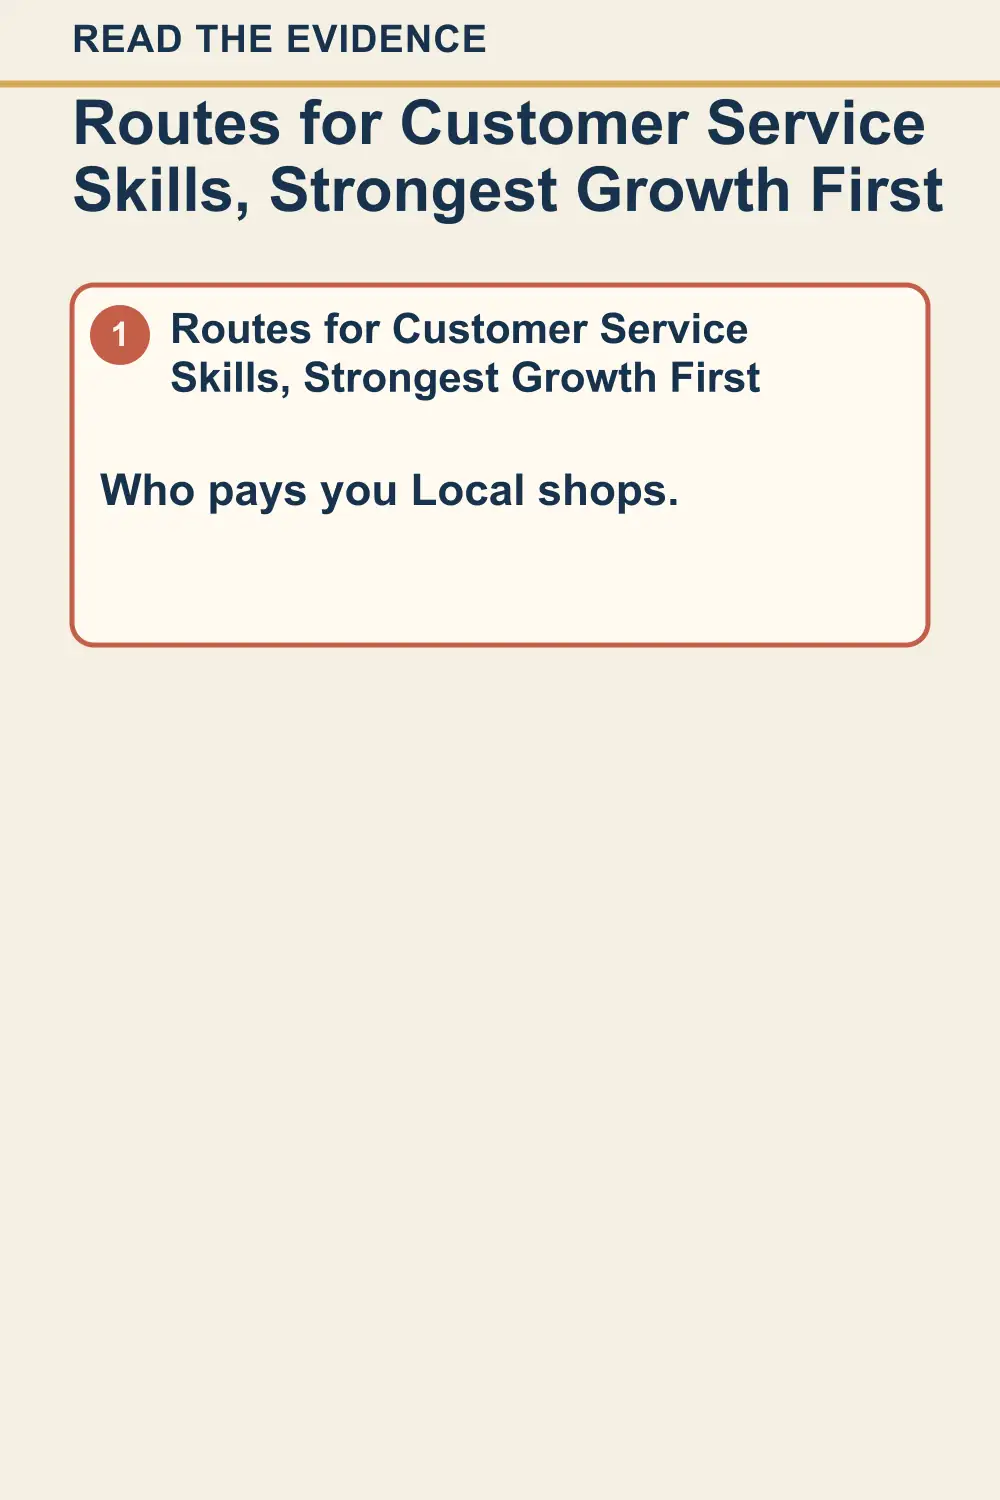 READ THE EVIDENCE
Routes for Customer Service
Skills, Strongest Growth First
1
Routes for Customer Service
Skills, Strongest Growth First
Who pays you Local shops.